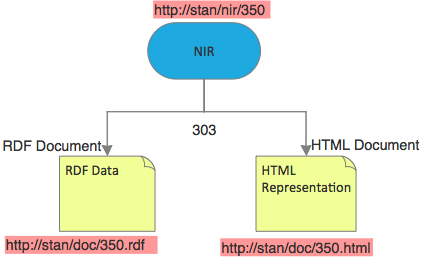 http://stan/nir/350
NIR
303
RDF Document
HTML Document
RDF Data
HTML
Representation
http://stan/doc/350.rdf
http://stan/doc/350.html